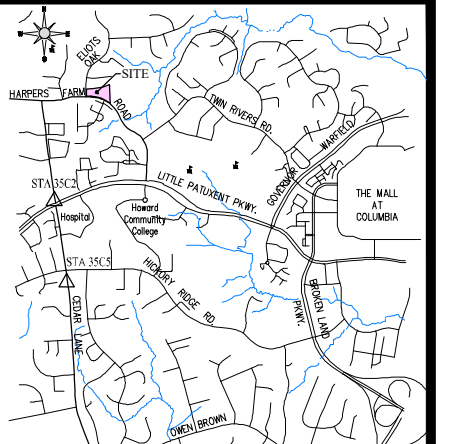 ELIOTS
OAK
SITE
HARPERS FARM ROAD
TWIN RIVERS RD.
WARFIELD
GOVERNOR
STA 35C2
LITTLE PATUXENT PKWY.
THE MALL
AT
COLUMBIA
Hospital
Howard
Community
College
STA 35C5
HICKORY RIDGE RD.
BROKEN LAND
PKWY.
CEDAR LANE
OWEN BROWN